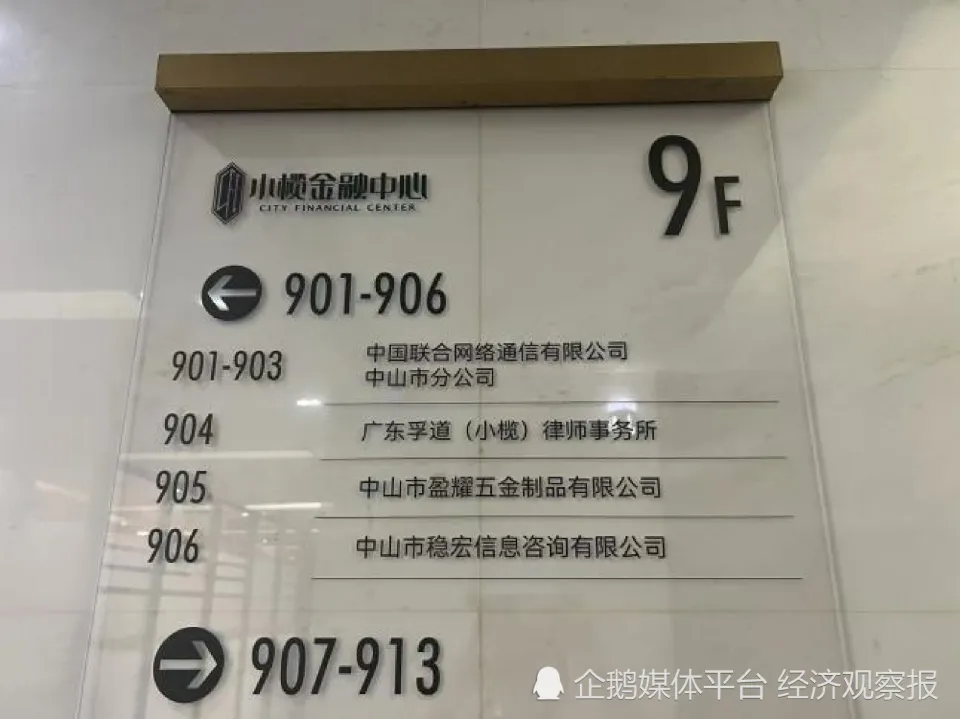 小榄金融中心
CITY FINANCIAL CENTER
9F
901-906
901-903 中国联合网络通信有限公司
中山市分公司
904 广东孚道（小榄）律师事务所
905 中山市盈耀五金制品有限公司
906 中山市稳宏信息咨询有限公司
907-913
企鹅媒体平台 经济观察报